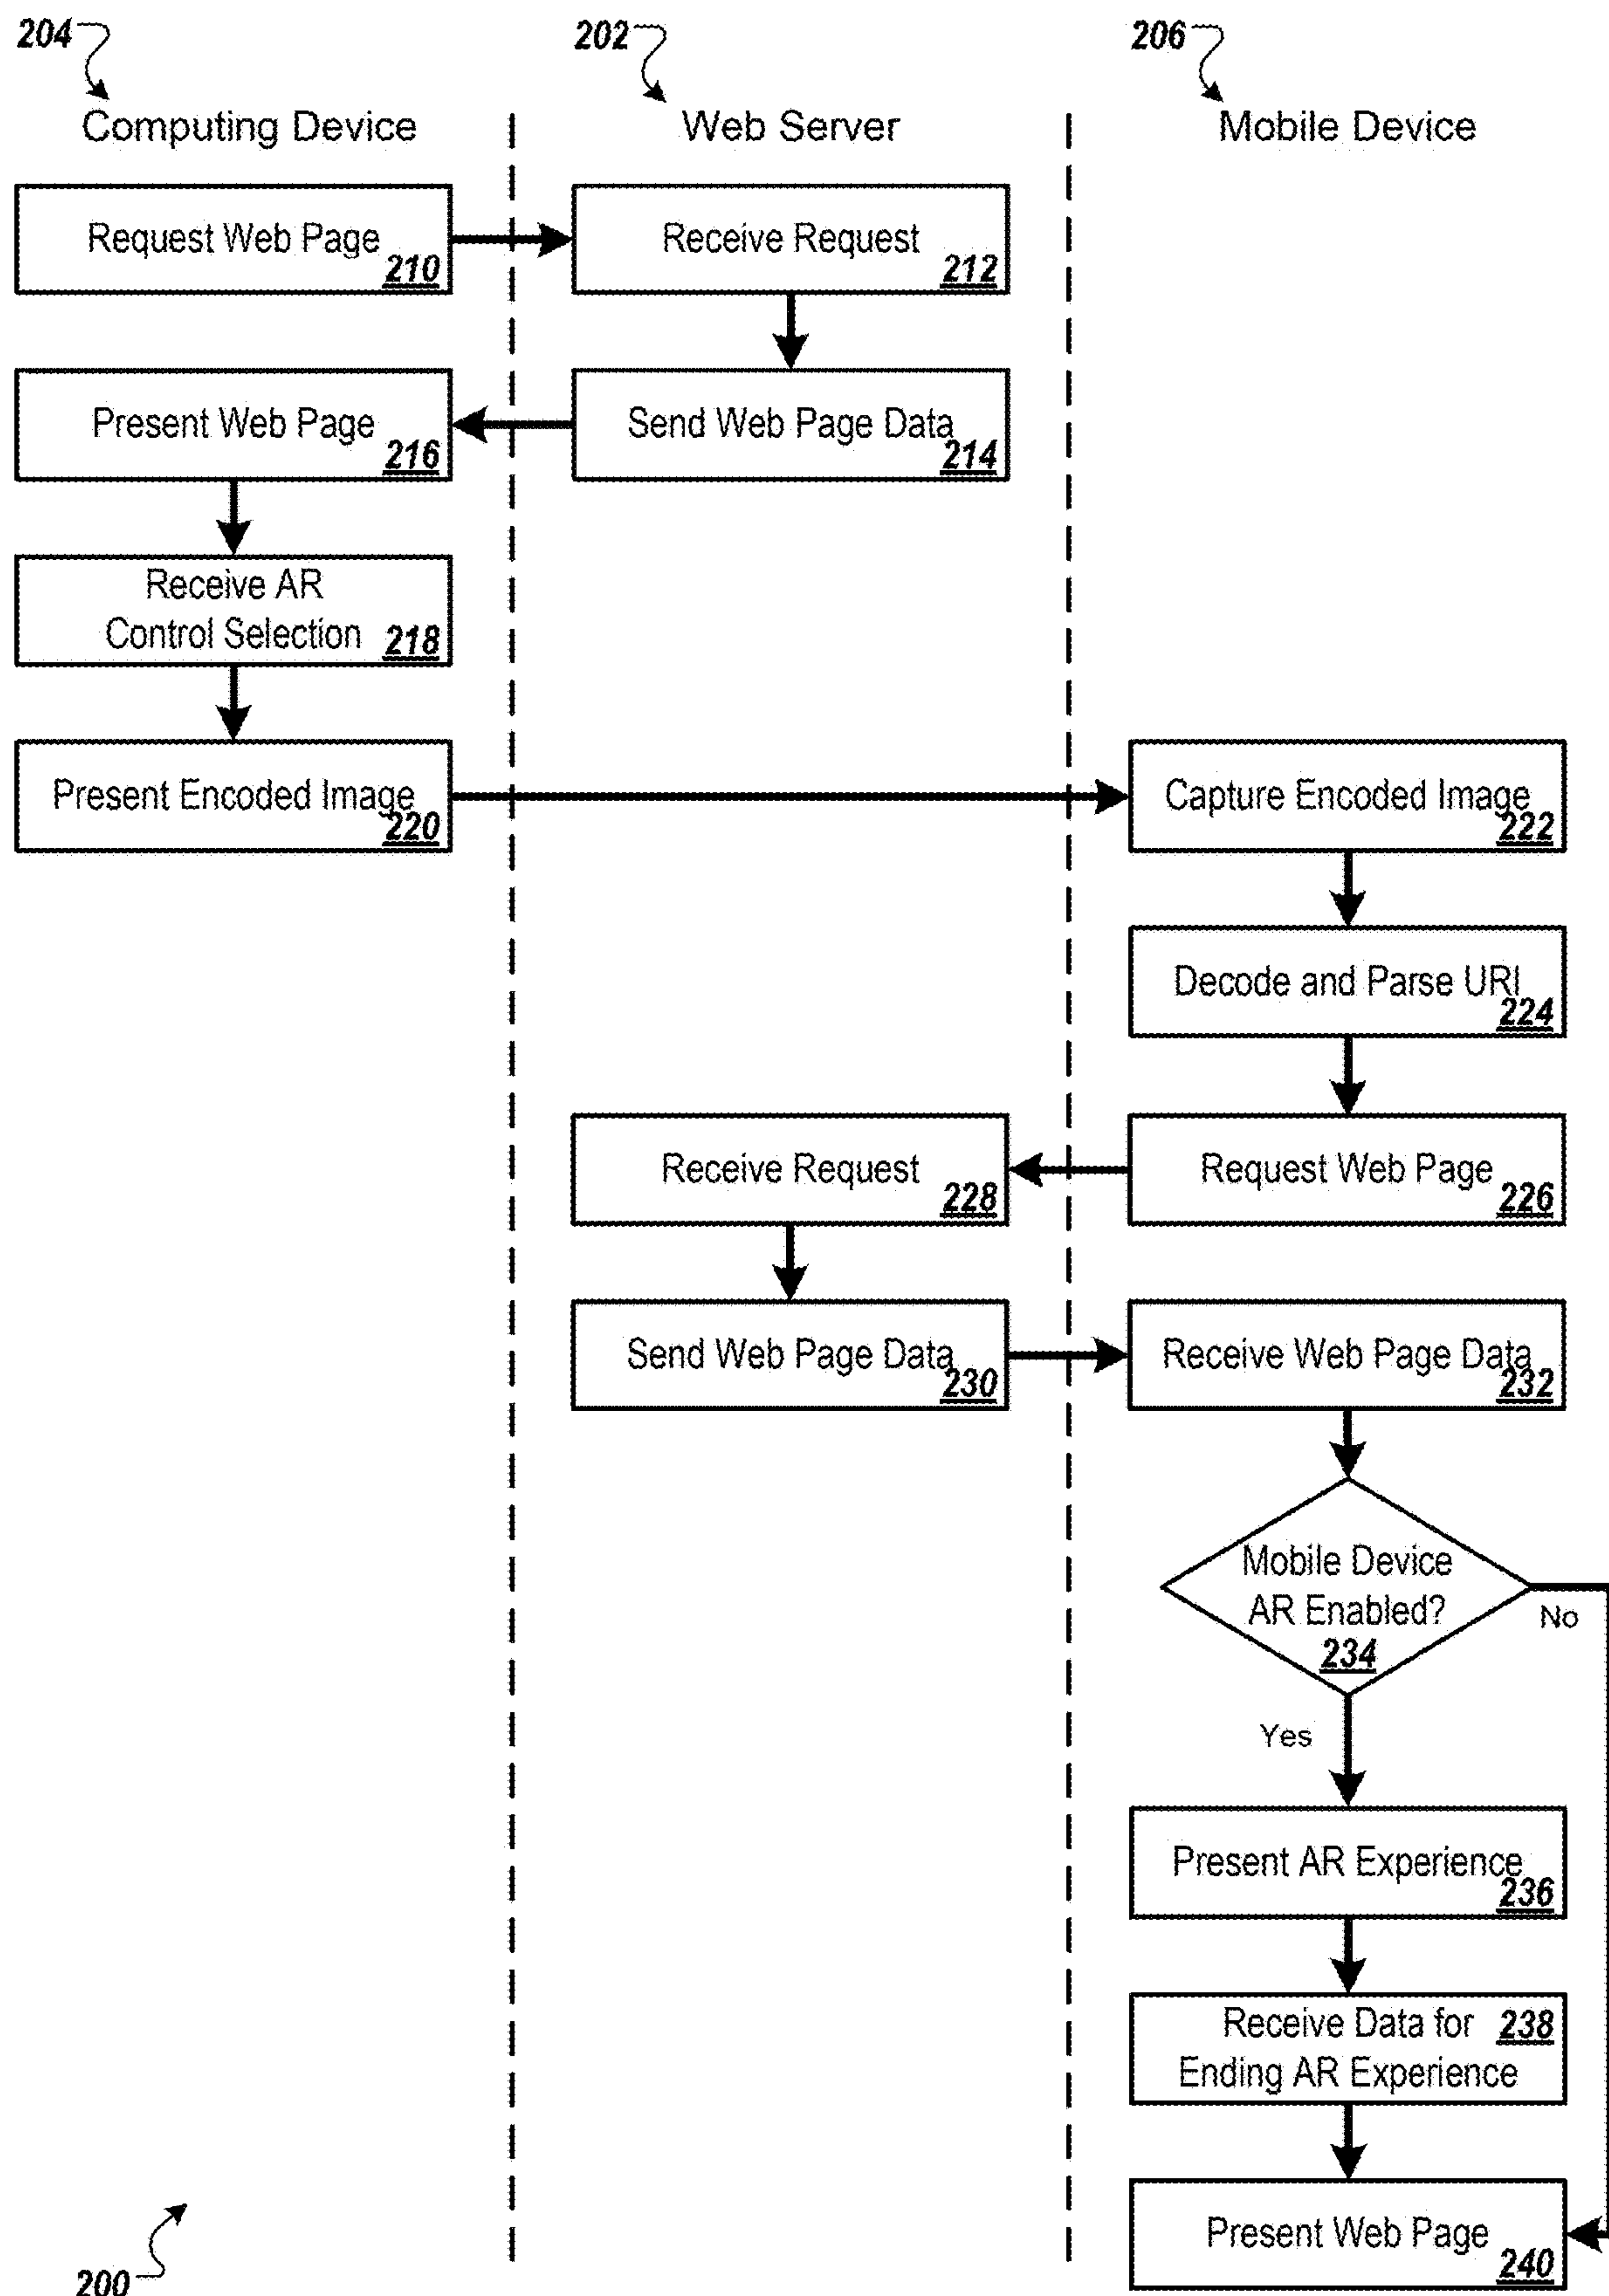 204
202
206
Computing Device
Web Server
Mobile Device
Request Web Page
210
Receive Request
212
Present Web Page
216
Send Web Page Data
214
Receive AR
Control Selection 218
Present Encoded Image
220
Capture Encoded Image
222
Decode and Parse URI
224
Receive Request
228
Request Web Page
226
Send Web Page Data
230
Receive Web Page Data
232
Mobile Device
AR Enabled?
234
No
Yes
Present AR Experience
236
Receive Data for 238
Ending AR Experience
Present Web Page
240
200